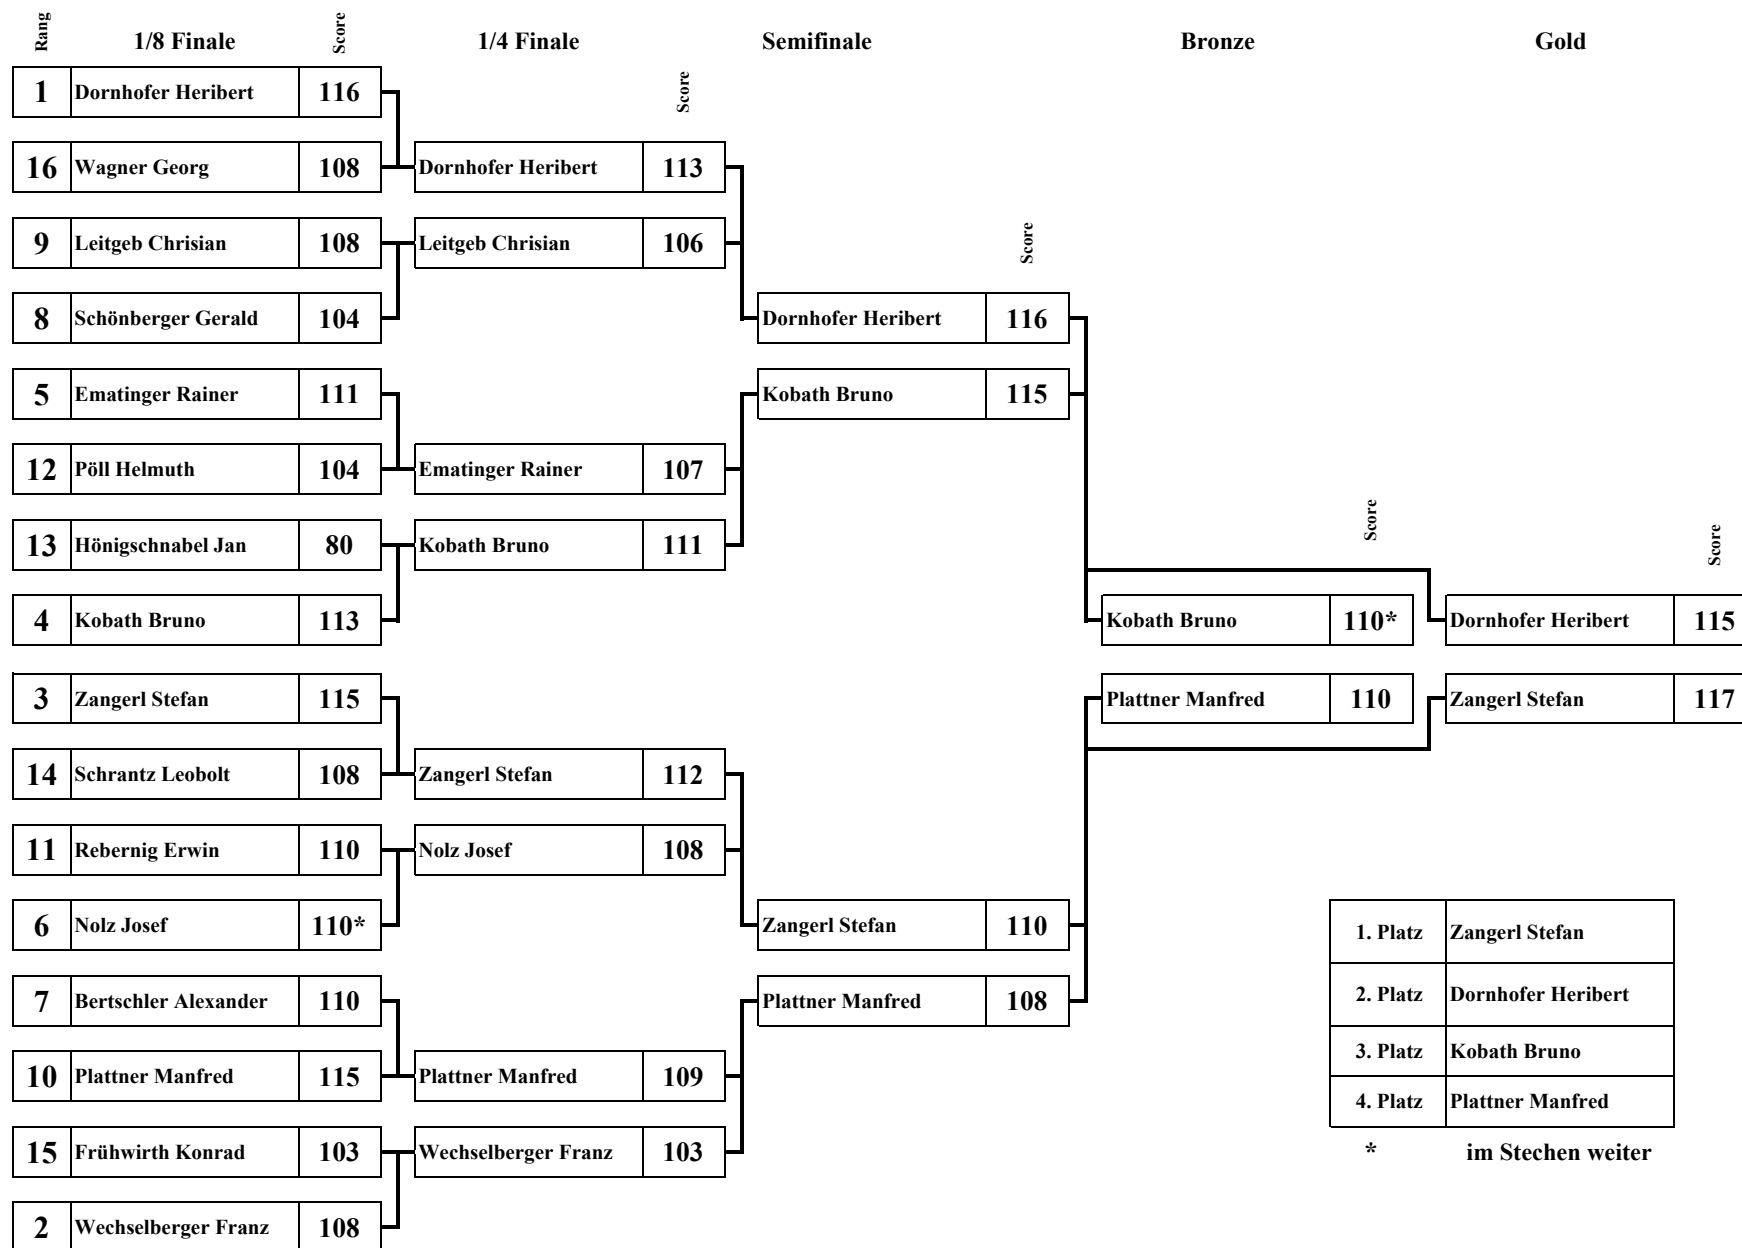 Rang 1/8 Finale Score 1/4 Finale Semifinale Bronze Gold
1 Dornhofer Heribert 116 Score
16 Wagner Georg 108 Dornhofer Heribert 113
9 Leitgeb Chrisian 108 Leitgeb Chrisian 106 Score
8 Schönberger Gerald 104 Dornhofer Heribert 116
5 Ematinger Rainer 111 Kobath Bruno 115
12 Pöll Helmuth 104 Ematinger Rainer 107
13 Hönigschnabel Jan 80 Kobath Bruno 111 Score Score
4 Kobath Bruno 113 Kobath Bruno 110* Dornhofer Heribert 115
3 Zangerl Stefan 115 Plattner Manfred 110 Zangerl Stefan 117
14 Schrantz Leobolt 108 Zangerl Stefan 112
11 Rebernig Erwin 110 Nolz Josef 108
6 Nolz Josef 110* Zangerl Stefan 110 1. Platz Zangerl Stefan
7 Bertschler Alexander 110 Plattner Manfred 108 2. Platz Dornhofer Heribert
3. Platz Kobath Bruno
10 Plattner Manfred 115 Plattner Manfred 109 4. Platz Plattner Manfred
15 Frühwirth Konrad 103 Wechselberger Franz 103 * im Stechen weiter
2 Wechselberger Franz 108